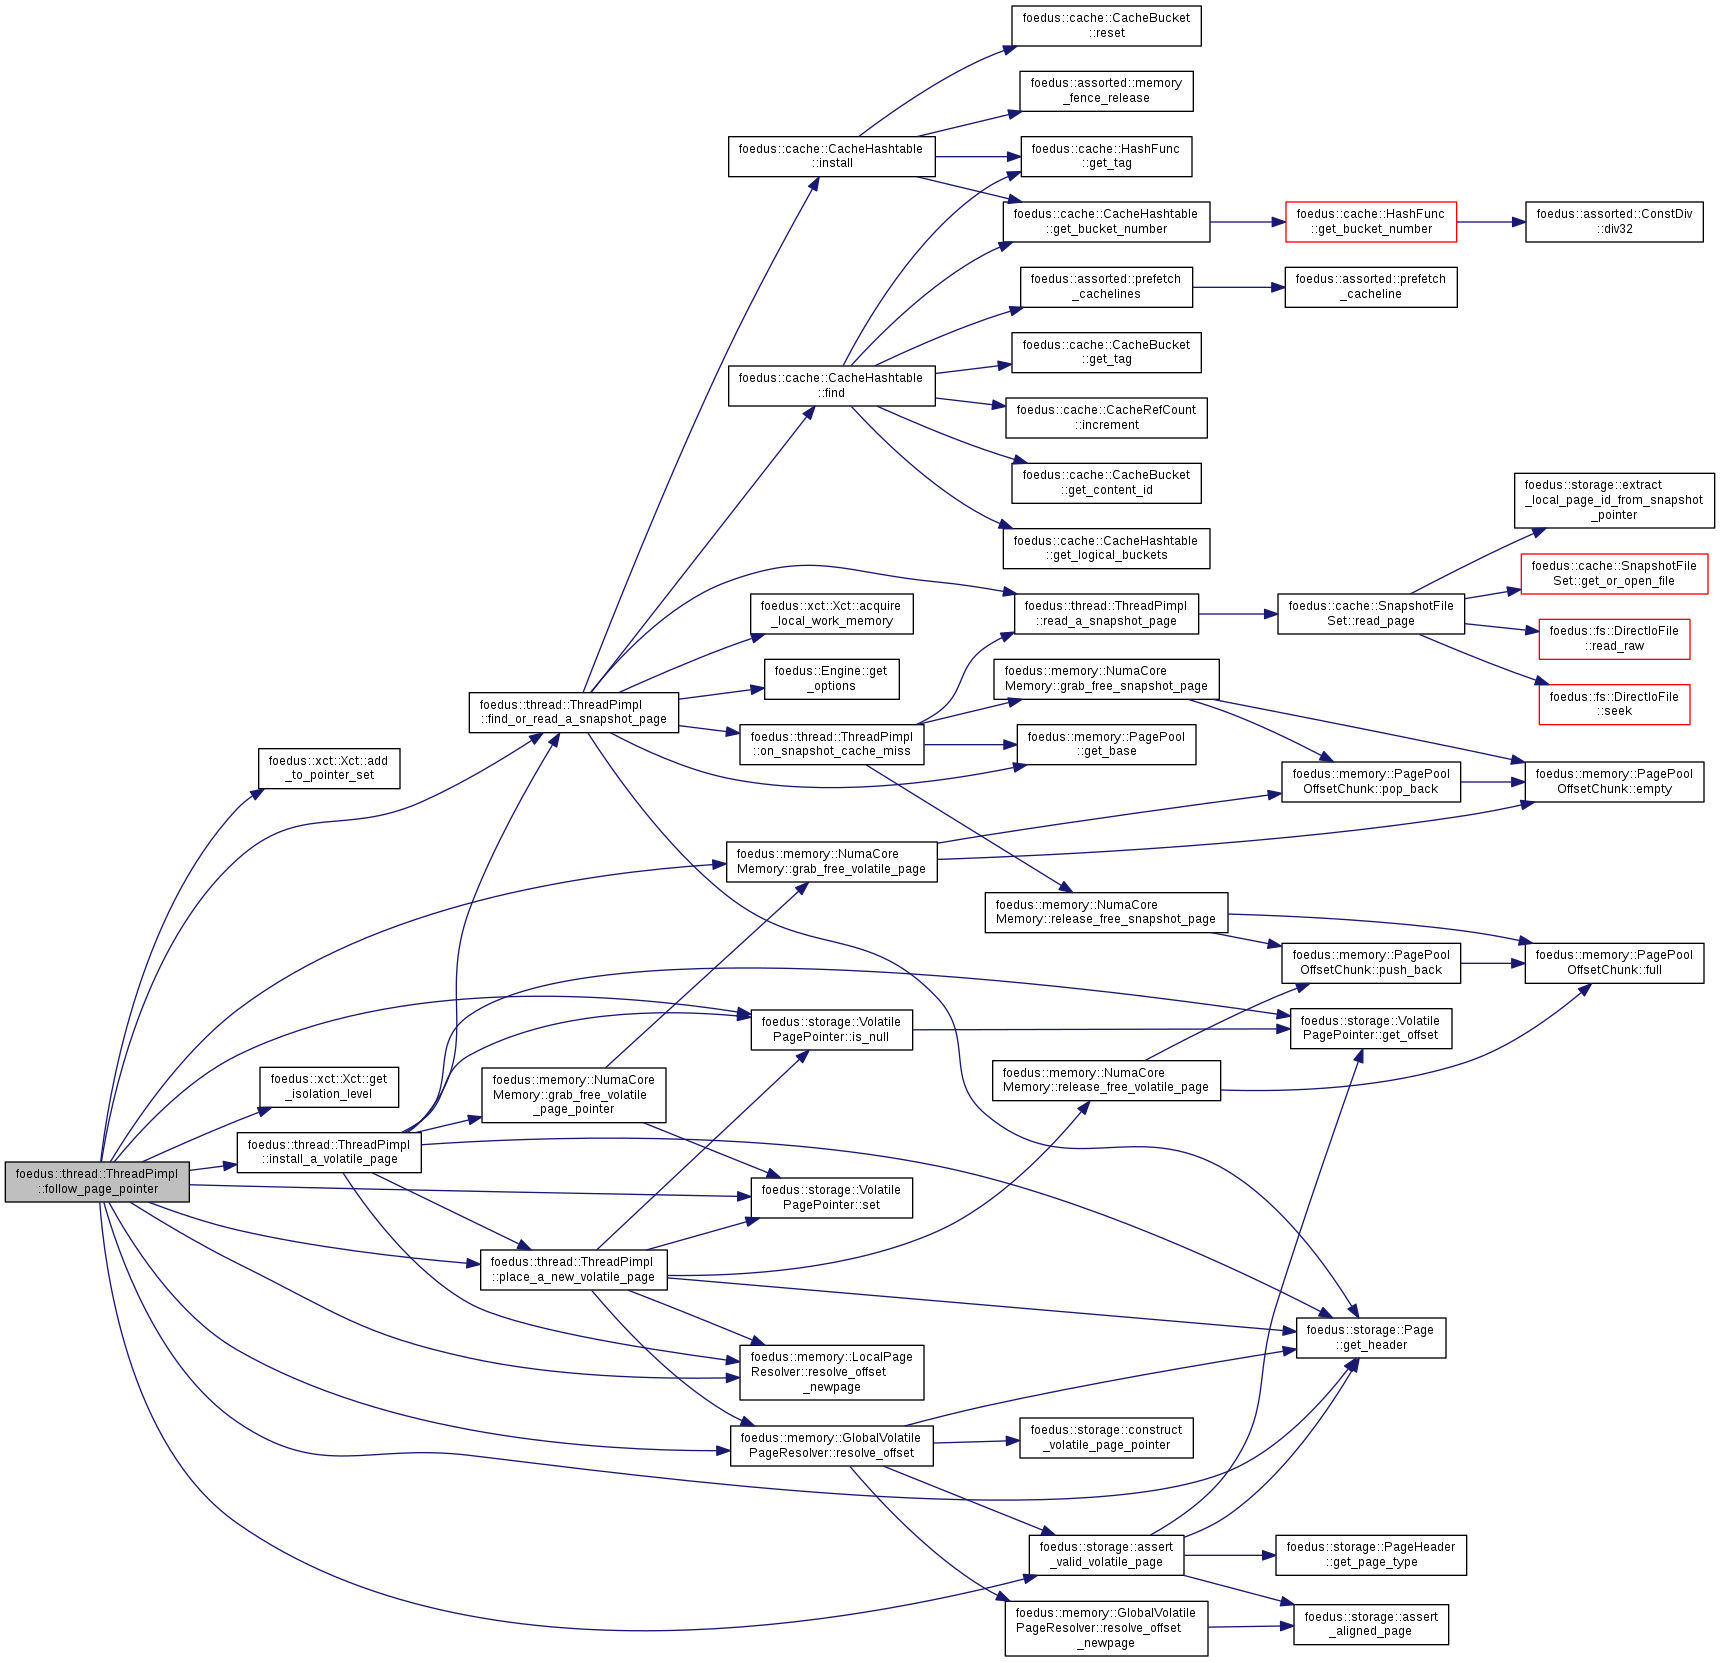 foedus::cache::CacheBucket
::reset
foedus::assorted::memory
_fence_release
foedus::cache::CacheHashtable
::install
foedus::cache::HashFunc
::get_tag
foedus::cache::CacheHashtable
::get_bucket_number
foedus::cache::HashFunc
::get_bucket_number
foedus::assorted::ConstDiv
::div32
foedus::assorted::prefetch
_cachelines
foedus::assorted::prefetch
_cacheline
foedus::cache::CacheBucket
::get_tag
foedus::cache::CacheHashtable
::find
foedus::cache::CacheRefCount
::increment
foedus::cache::CacheBucket
::get_content_id
foedus::storage::extract
_local_page_id_from_snapshot
_pointer
foedus::cache::CacheHashtable
::get_logical_buckets
foedus::cache::SnapshotFile
Set::get_or_open_file
foedus::xct::Xct::acquire
_local_work_memory
foedus::thread::ThreadPimpl
::read_a_snapshot_page
foedus::cache::SnapshotFile
Set::read_page
foedus::fs::DirectIoFile
::read_raw
foedus::Engine::get
_options
foedus::memory::NumaCore
Memory::grab_free_snapshot_page
foedus::fs::DirectIoFile
::seek
foedus::thread::ThreadPimpl
::find_or_read_a_snapshot_page
foedus::thread::ThreadPimpl
::on_snapshot_cache_miss
foedus::memory::PagePool
::get_base
foedus::xct::Xct::add
_to_pointer_set
foedus::memory::PagePool
OffsetChunk::pop_back
foedus::memory::PagePool
OffsetChunk::empty
foedus::memory::NumaCore
Memory::grab_free_volatile_page
foedus::memory::NumaCore
Memory::release_free_snapshot_page
foedus::memory::PagePool
OffsetChunk::push_back
foedus::memory::PagePool
OffsetChunk::full
foedus::storage::Volatile
PagePointer::is_null
foedus::storage::Volatile
PagePointer::get_offset
foedus::xct::Xct::get
_isolation_level
foedus::memory::NumaCore
Memory::grab_free_volatile
_page_pointer
foedus::memory::NumaCore
Memory::release_free_volatile_page
foedus::thread::ThreadPimpl
::install_a_volatile_page
foedus::thread::ThreadPimpl
::follow_page_pointer
foedus::storage::Volatile
PagePointer::set
foedus::thread::ThreadPimpl
::place_a_new_volatile_page
foedus::storage::Page
::get_header
foedus::memory::LocalPage
Resolver::resolve_offset
_newpage
foedus::memory::GlobalVolatile
PageResolver::resolve_offset
foedus::storage::construct
_volatile_page_pointer
foedus::storage::assert
_valid_volatile_page
foedus::storage::PageHeader
::get_page_type
foedus::memory::GlobalVolatile
PageResolver::resolve_offset
_newpage
foedus::storage::assert
_aligned_page